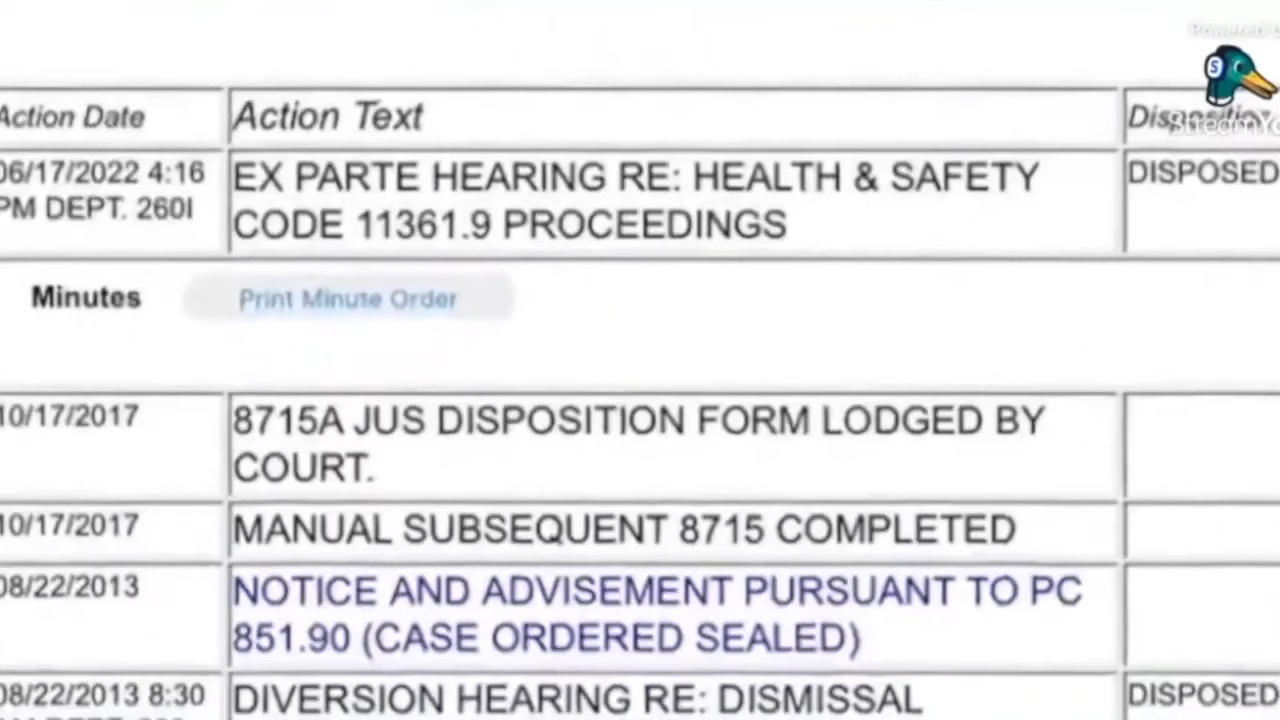 Powered
StreamY
Action Date Action Text Disposition
06/17/2022 4:16 EX PARTE HEARING RE: HEALTH & SAFETY DISPOSED
PM DEPT. 260I CODE 11361.9 PROCEEDINGS
Minutes Print Minute Order
10/17/2017 8715A JUS DISPOSITION FORM LODGED BY
COURT.
10/17/2017 MANUAL SUBSEQUENT 8715 COMPLETED
08/22/2013 NOTICE AND ADVISEMENT PURSUANT TO PC
851.90 (CASE ORDERED SEALED)
08/22/2013 8:30 DIVERSION HEARING RE: DISMISSAL DISPOSED